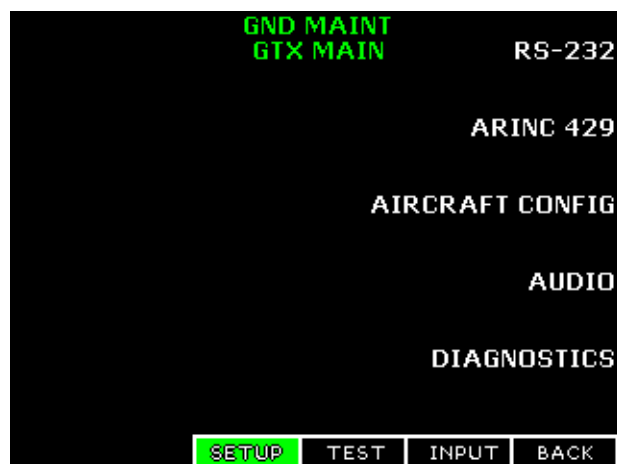 GND MAINT
GTX MAIN
RS-232
ARINC 429
AIRCRAFT CONFIG
AUDIO
DIAGNOSTICS
SETUP TEST INPUT BACK